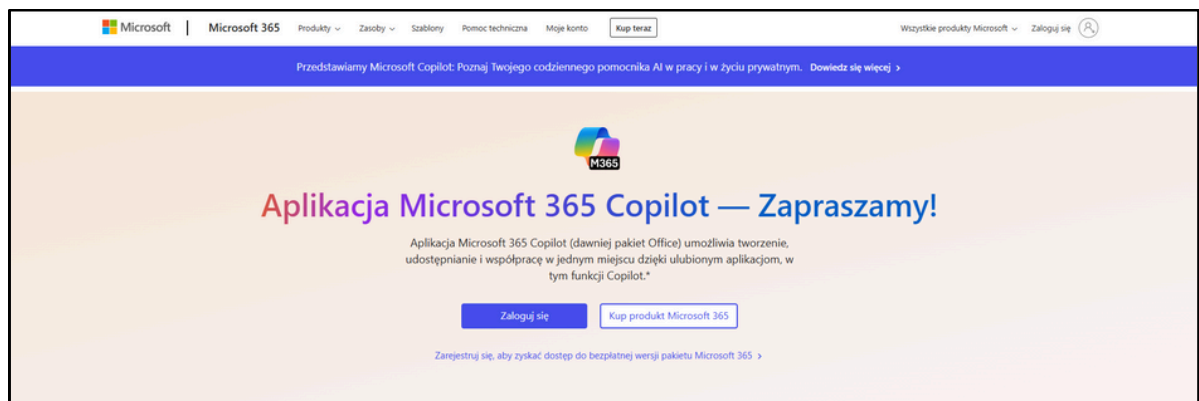 Microsoft Microsoft 365 Produkty Zasoby Szablony Pomoc techniczna Moje konto Kup teraz Wszystkie produkty Microsoft Zaloguj się
Przedstawiamy Microsoft Copilot: Poznaj Twojego codziennego pomocnika AI w pracy i w życiu prywatnym. Dowiedz się więcej
M365
Aplikacja Microsoft 365 Copilot — Zapraszamy!
Aplikacja Microsoft 365 Copilot (dawniej pakiet Office) umożliwia tworzenie,
udostępnianie i współpracę w jednym miejscu dzięki ulubionym aplikacjom, w
tym funkcji Copilot.*
Zaloguj się Kup produkt Microsoft 365
Zarejestruj się, aby zyskać dostęp do bezpłatnej wersji pakietu Microsoft 365